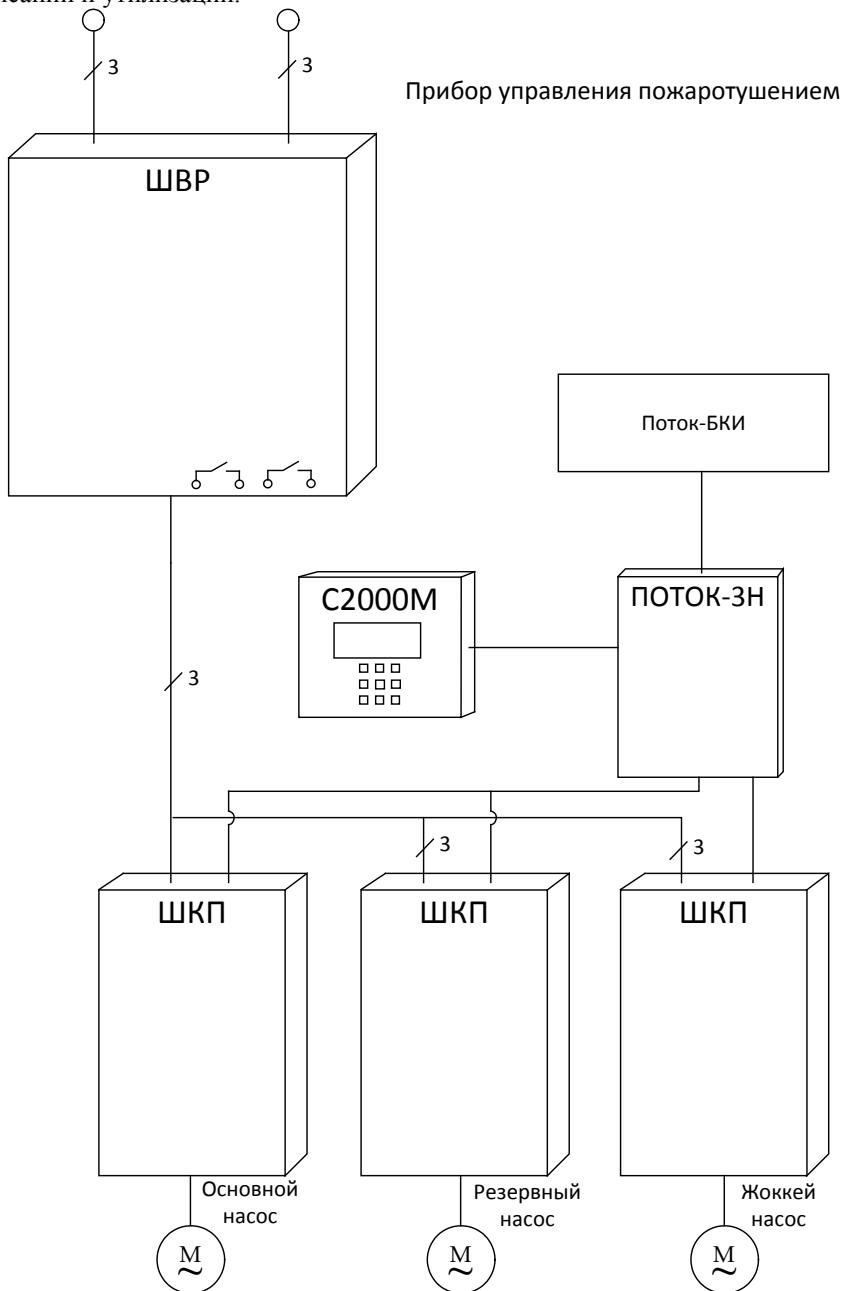 и утилизации.
3
3
Прибор управления пожаротушением
ШВР
Поток-БКИ
С2000М
ПОТОК-3Н
3
3
3
ШКП
ШКП
ШКП
Основной
насос
Резервный
насос
Жоккей
насос
М
~
М
~
М
~